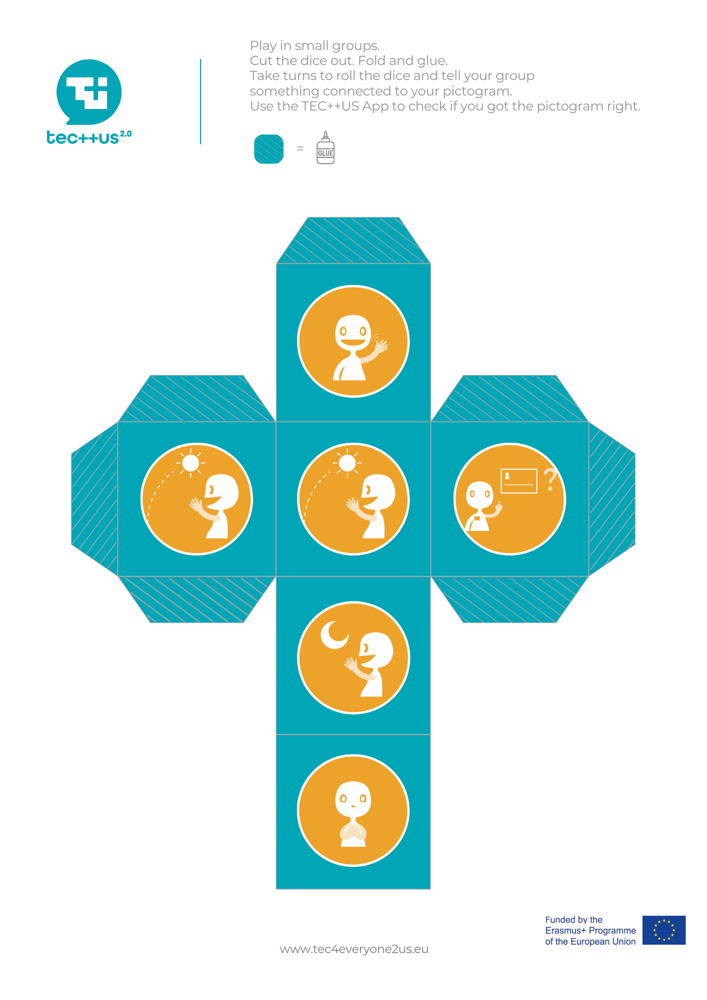 Play in small groups.
Cut the dice out. Fold and glue.
Take turns to roll the dice and tell your group
something connected to your pictogram.
Use the TEC++US App to check if you got the pictogram right.
tec++us 2.0
= GLUE
?
Funded by the
Erasmus+ Programme
of the European Union
www.tec4everyone2us.eu